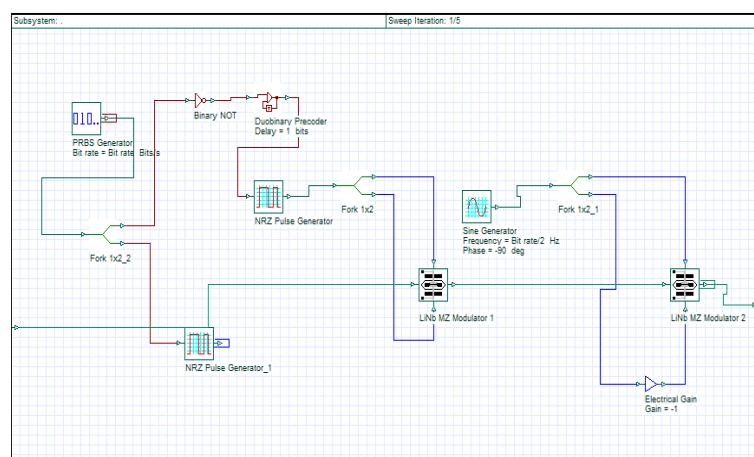 Subsystem: .
Sweep Iteration: 1/5
Binary NOT
Duobinary Precoder
Delay = 1 bits
010..
PRBS Generator
Bit rate = Bit rate Bits/s
NRZ Pulse Generator
Fork 1x2
Sine Generator
Frequency = Bit rate/2 Hz
Phase = -90 deg
Fork 1x2_1
Fork 1x2_2
LiNb MZ Modulator 1
LiNb MZ Modulator 2
NRZ Pulse Generator_1
Electrical Gain
Gain = -1